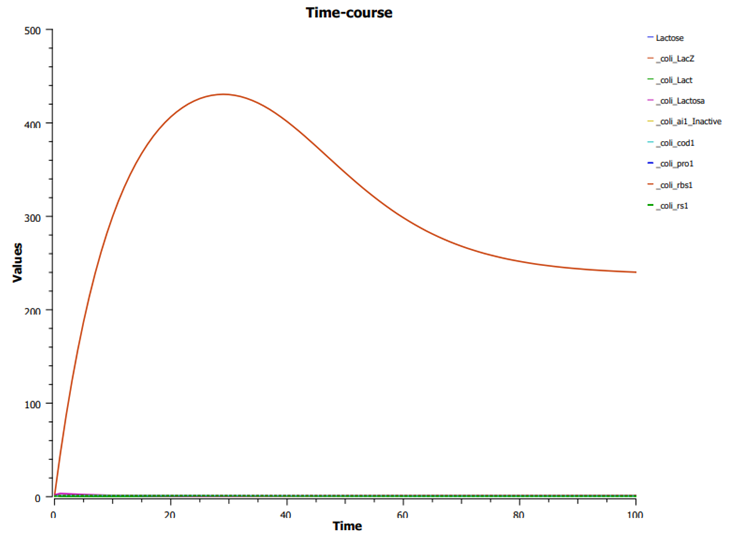 Time-course
500
400
300
200
100
0
Values
0
20
40
60
80
100
Time
Lactose
_coli_LacZ
_coli_Lact
_coli_Lactosa
_coli_ai1_Inactive
_coli_cod1
_coli_pro1
_coli_rbs1
_coli_rs1